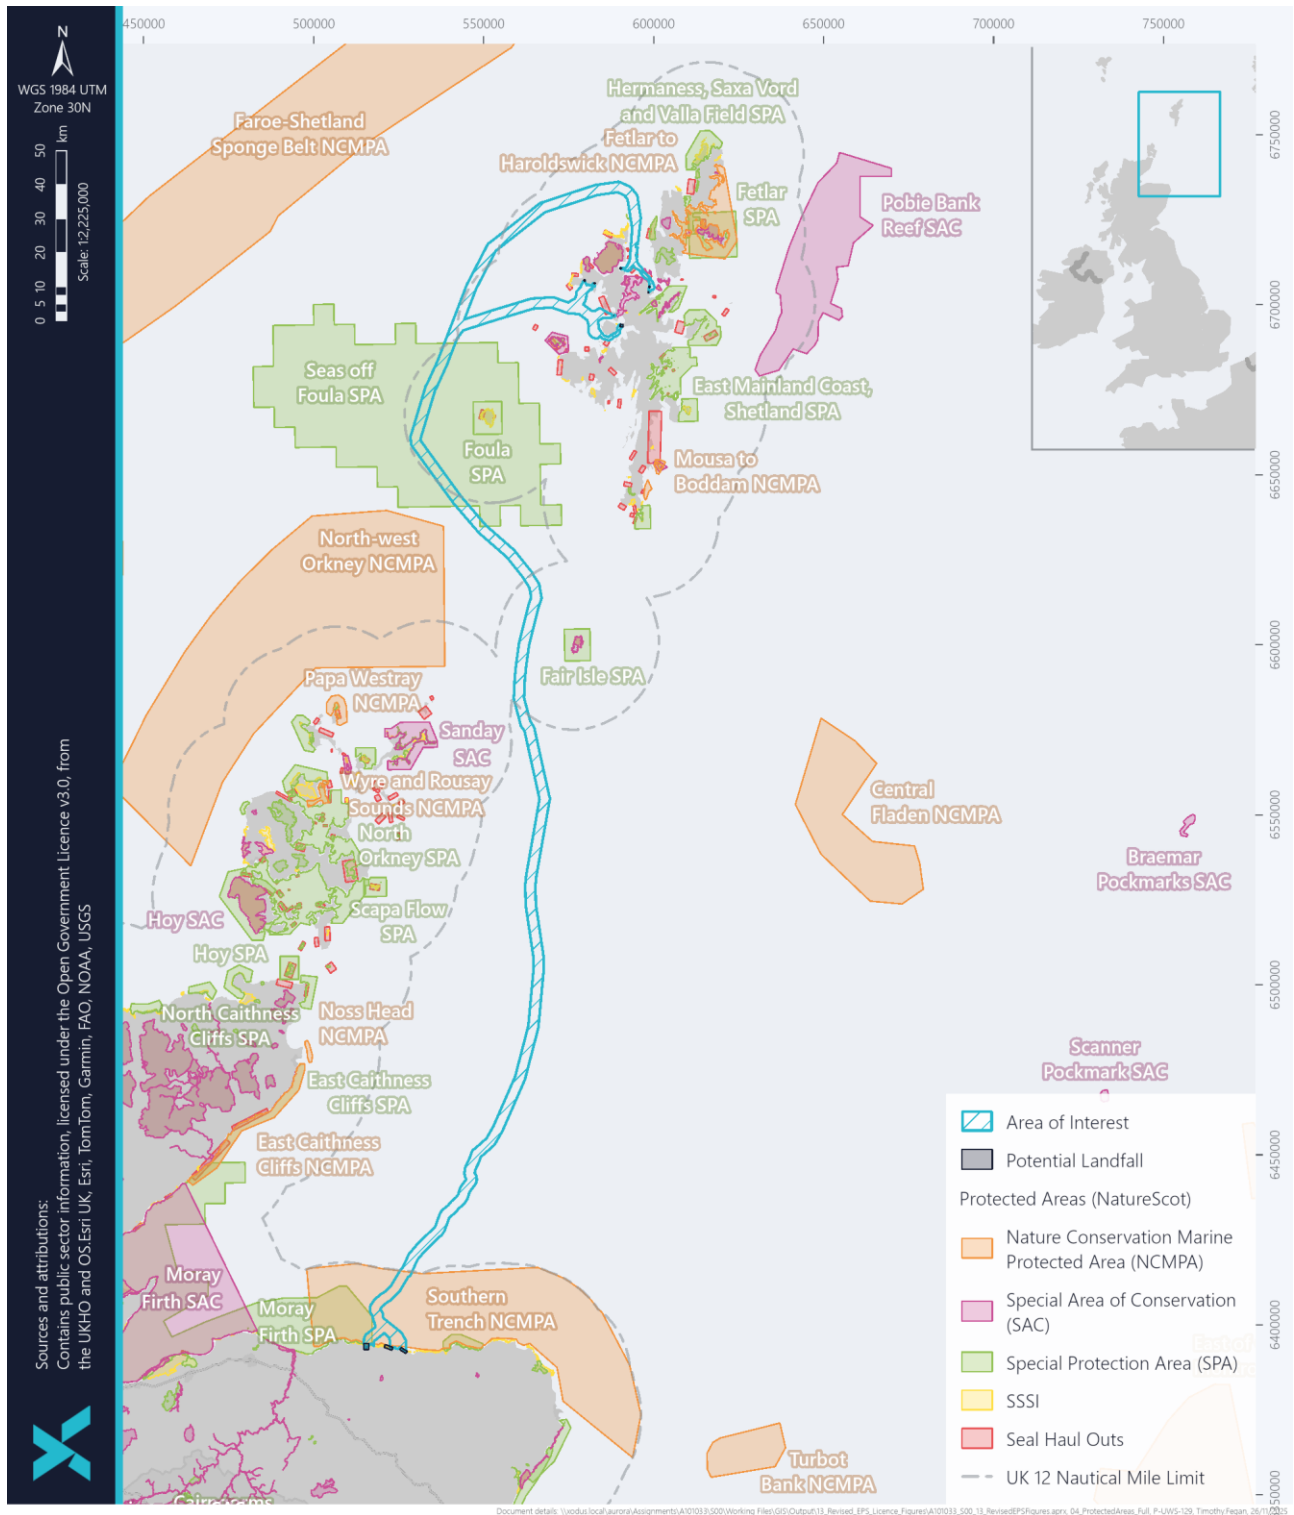 450000
500000
550000
600000
650000
700000
750000
N
WGS 1984 UTM
Zone 30N
km
50
40
30
20
10
5
0
Scale: 1:2,225,000
Sources and attributions:
Contains public sector information, licensed under the Open Government Licence v3.0, from
the UKHO and OS.Esri UK, Esri, TomTom, Garmin, FAO, NOAA, USGS
6750000
6700000
6650000
6600000
6550000
6500000
6450000
6400000
Faroe-Shetland
Sponge Belt NCMPA
Hermaness, Saxa Vord
and Valla Field SPA
Fetlar to
Haroldswick NCMPA
Fetlar
SPA
Pobie Bank
Reef SAC
Seas off
Foula SPA
Foula
SPA
East Mainland Coast,
Shetland SPA
Mousa to
Boddam NCMPA
North-west
Orkney NCMPA
Fair Isle SPA
Papa Westray
NCMPA
Sanday
SAC
Wyre and Rousay
Sounds NCMPA
North
Orkney SPA
Scapa Flow
SPA
Hoy SAC
Hoy SPA
Central
Fladen NCMPA
Braemar
Pockmarks SAC
North Caithness
Cliffs SPA
Noss Head
NCMPA
East Caithness
Cliffs SPA
East Caithness
Cliffs NCMPA
Scanner
Pockmark SAC
Moray
Firth SAC
Moray
Firth SPA
Southern
Trench NCMPA
Turbot
Bank NCMPA
Area of Interest
Potential Landfall
Protected Areas (NatureScot)
Nature Conservation Marine
Protected Area (NCMPA)
Special Area of Conservation
(SAC)
Special Protection Area (SPA)
SSSI
Seal Haul Outs
UK 12 Nautical Mile Limit